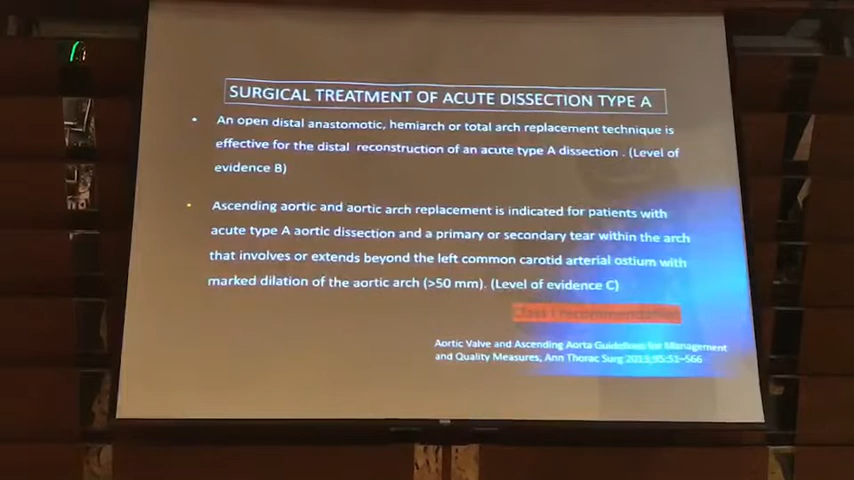 SURGICAL TREATMENT OF ACUTE DISSECTION TYPE A
• An open distal anastomotic, hemiarch or total arch replacement technique is
effective for the distal reconstruction of an acute type A dissection . (Level of
evidence B)
• Ascending aortic and aortic arch replacement is indicated for patients with
acute type A aortic dissection and a primary or secondary tear within the arch
that involves or extends beyond the left common carotid arterial ostium with
marked dilation of the aortic arch (>50 mm). (Level of evidence C)
Class I recommendation
Aortic Valve and Ascending Aorta Guidelines for Management
and Quality Measures, Ann Thorac Surg 2013;95:S1–S66